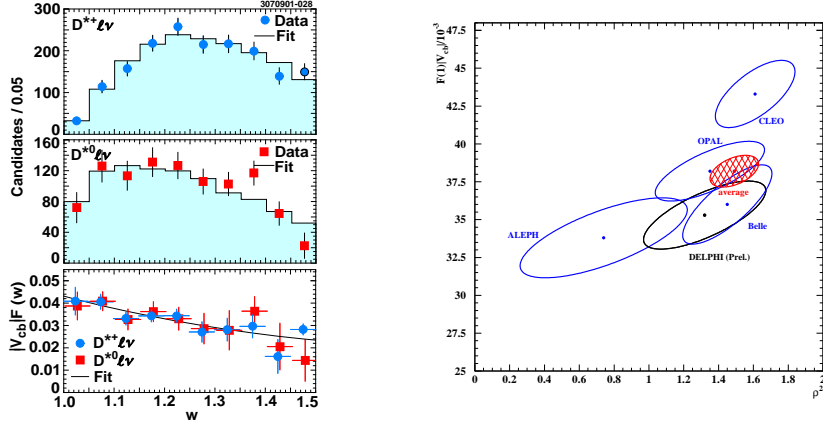 3070901-028
D*+ℓν
Data
Fit
300
200
100
0
Candidates / 0.05
D*0ℓν
Data
Fit
160
120
80
40
0
|Vcb|F (w)
0.05
0.04
0.03
0.02
0.01
0
D*+ℓν
D*0ℓν
Fit
1.0 1.1 1.2 1.3 1.4 1.5
w
F(1)|Vcb|/10-3
47.5
45
42.5
40
37.5
35
32.5
30
27.5
25
CLEO
OPAL
average
ALEPH
Belle
DELPHI (Prel.)
0 0.2 0.4 0.6 0.8 1 1.2 1.4 1.6 1.8 2
ρ2